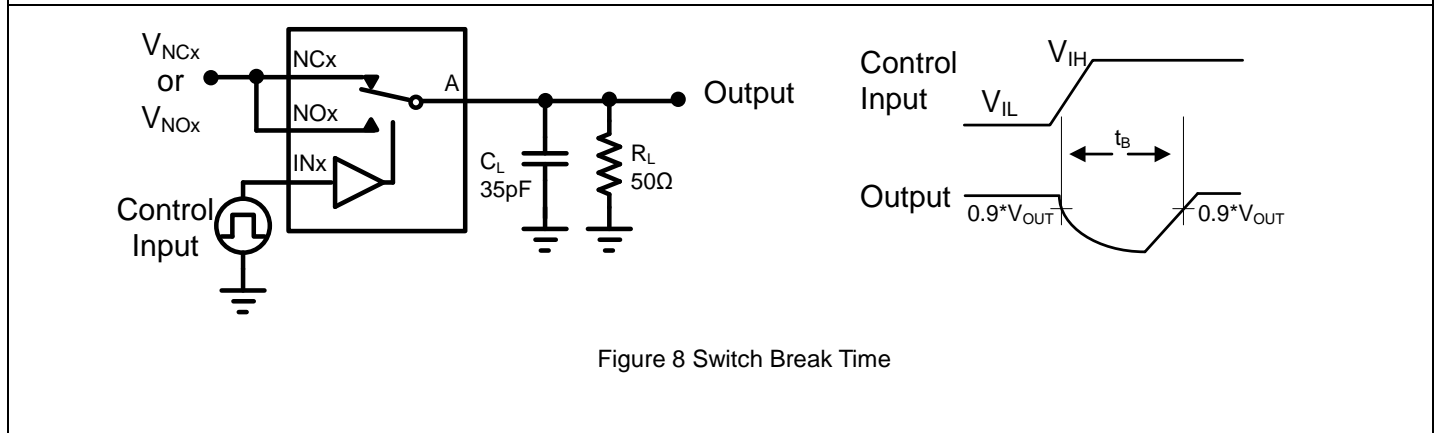 V_NCx
or
V_NOx
NCx
NOx
INx
A
Control
Input
C_L
35pF
R_L
50Ω
Output
Control
Input
V_IH
V_IL
t_B
Output
0.9*V_OUT
0.9*V_OUT
Figure 8 Switch Break Time